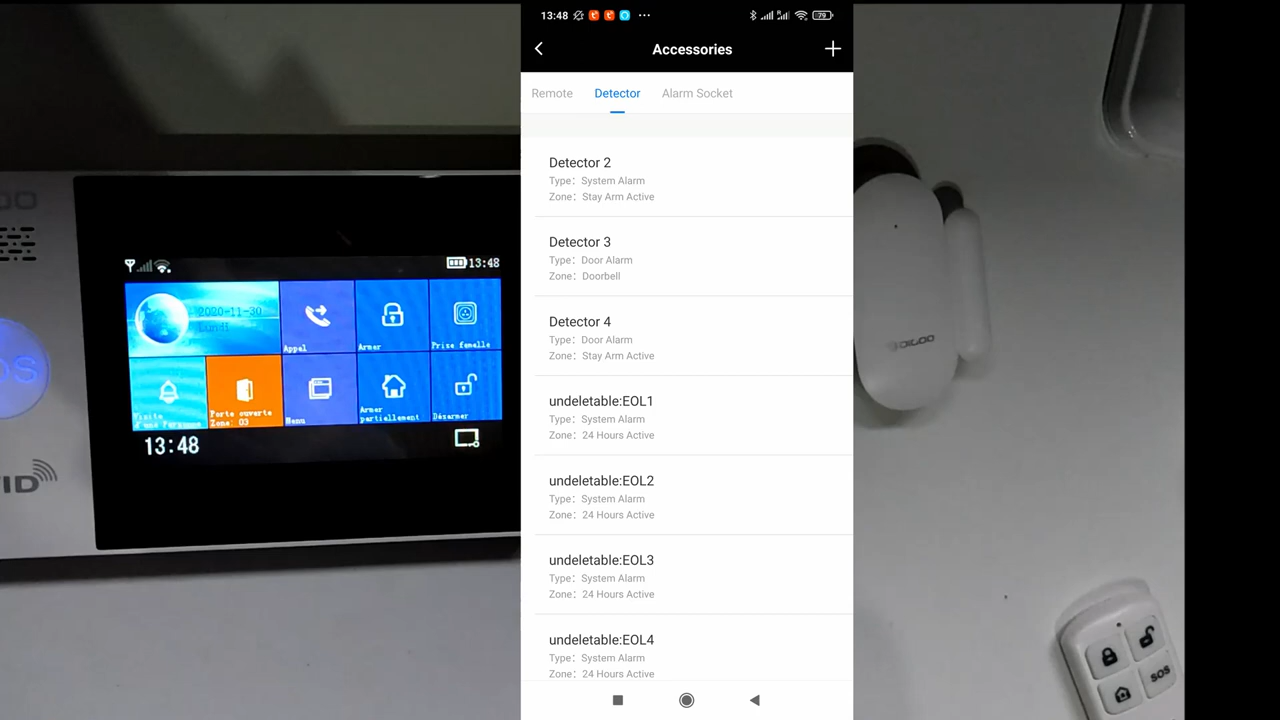 13:48
79
Accessories
Remote
Detector
Alarm Socket
Detector 2
Type: System Alarm
Zone: Stay Arm Active
Detector 3
Type: Door Alarm
Zone: Doorbell
Detector 4
Type: Door Alarm
Zone: Stay Arm Active
undeletable:EOL1
Type: System Alarm
Zone: 24 Hours Active
undeletable:EOL2
Type: System Alarm
Zone: 24 Hours Active
undeletable:EOL3
Type: System Alarm
Zone: 24 Hours Active
undeletable:EOL4
Type: System Alarm
Zone: 24 Hours Active
13:48
2020-11-30
Lundi
Appel
Armer
Prise femelle
Porte ouverte
Zone: 03
Menu
Armer
partiellement
Désarmer
13:48
DIGOO
SOS